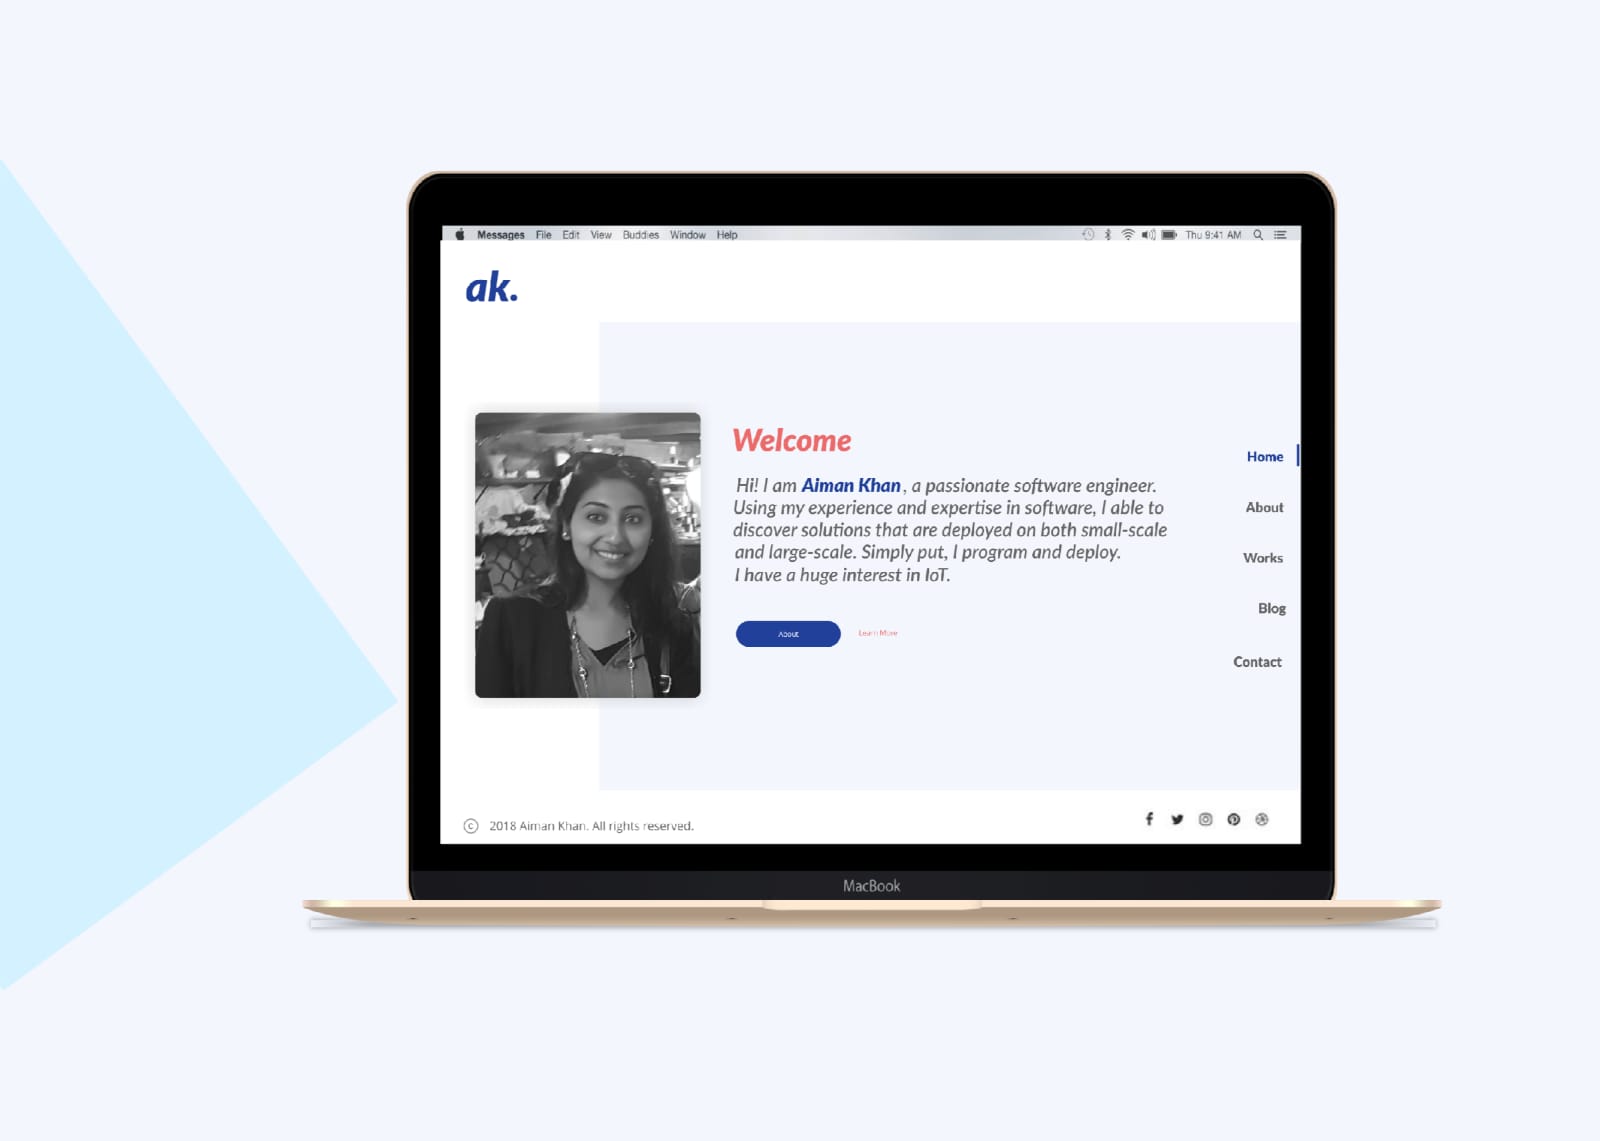 Messages File Edit View Buddies Window Help Thu 9:41 AM
ak.
Welcome
Hi! I am Aiman Khan, a passionate software engineer.
Using my experience and expertise in software, I able to
discover solutions that are deployed on both small-scale
and large-scale. Simply put, I program and deploy.
I have a huge interest in IoT.
About Learn More
Home
About
Works
Blog
Contact
© 2018 Aiman Khan. All rights reserved.
MacBook